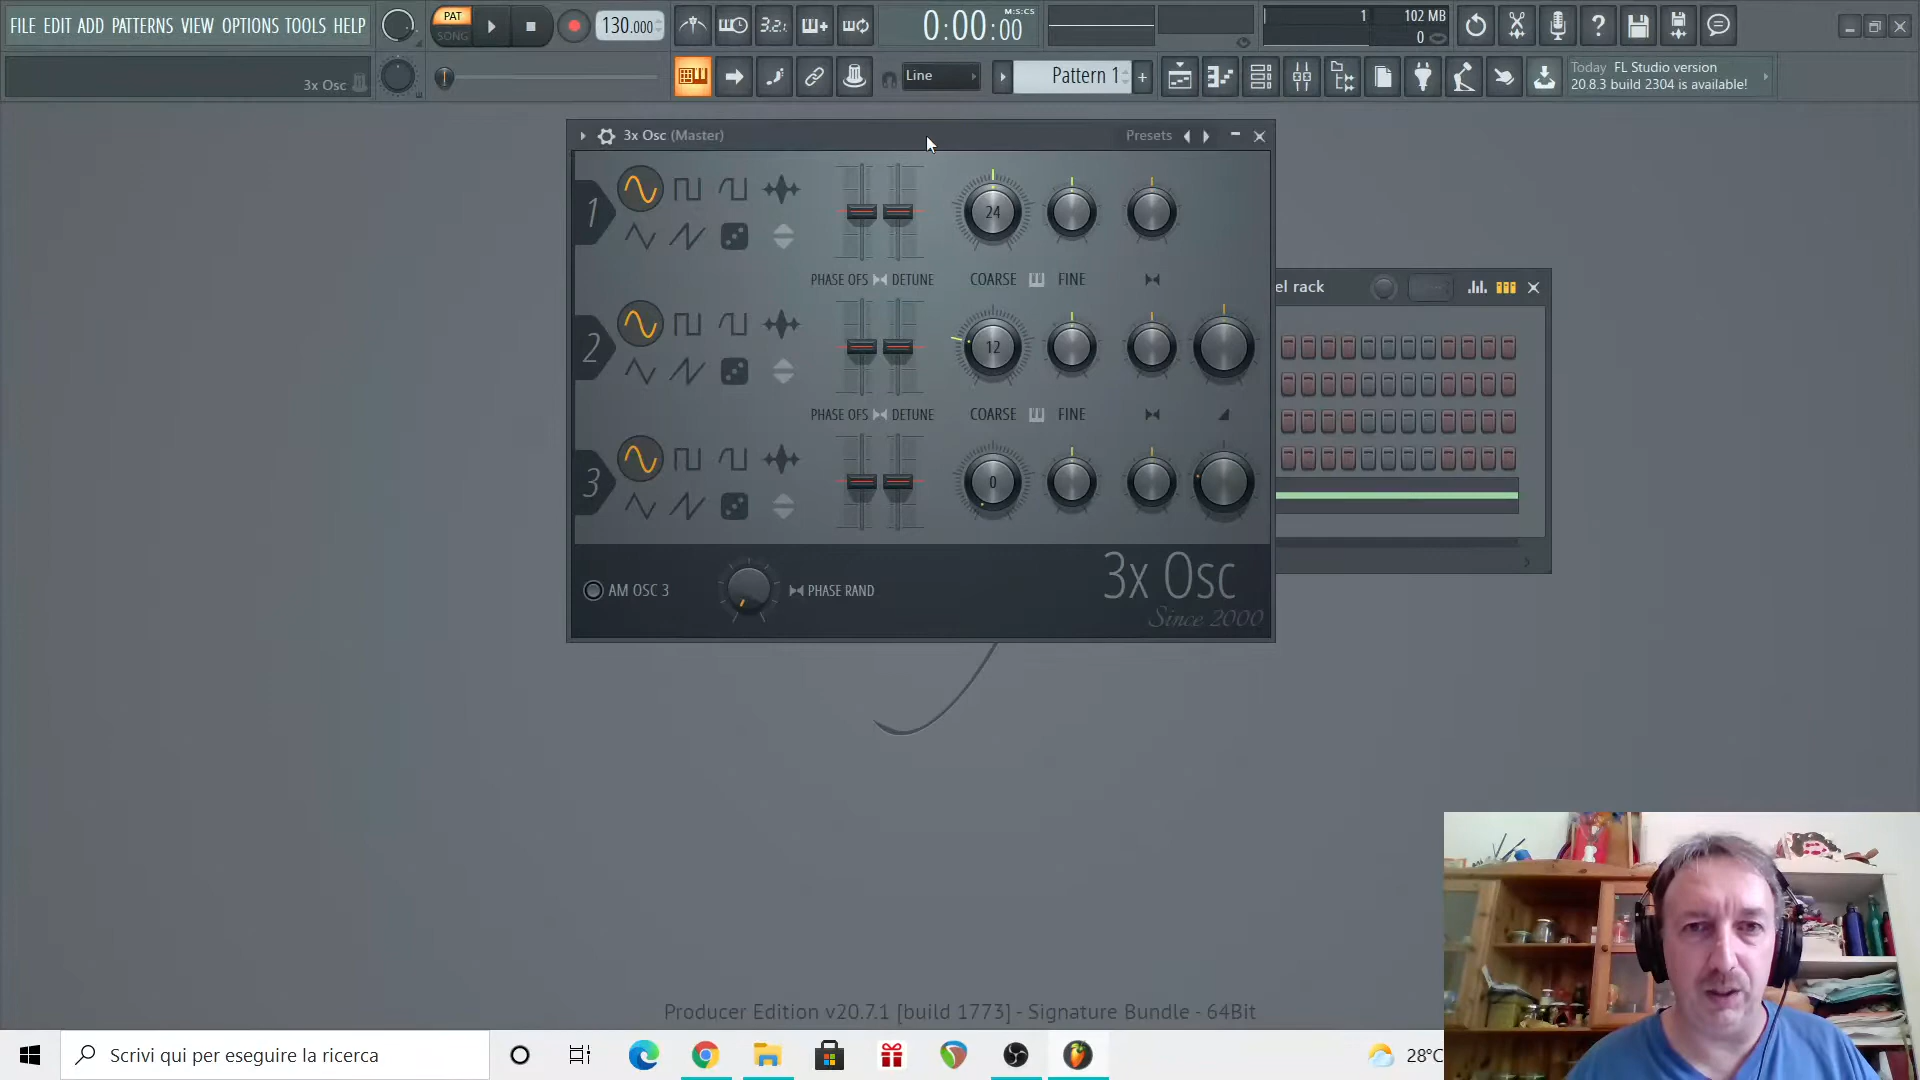 FILE EDIT ADD PATTERNS VIEW OPTIONS TOOLS HELP
PAT
SONG
130.000
3.2.
0:00:00
M:S:CS
1
102 MB
0
3x Osc
Line
Pattern 1
Today FL Studio version
20.8.3 build 2304 is available!
3x Osc (Master)
Presets
1
24
PHASE OFS DETUNE
COARSE FINE
2
12
PHASE OFS DETUNE
COARSE FINE
3
0
AM OSC 3
PHASE RAND
3x Osc
Since 2000
el rack
Producer Edition v20.7.1 [build 1773] - Signature Bundle - 64Bit
Scrivi qui per eseguire la ricerca
28°C